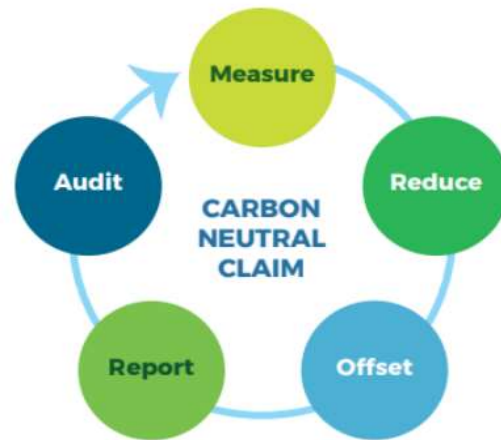 Measure
Reduce
Offset
Report
Audit
CARBON
NEUTRAL
CLAIM